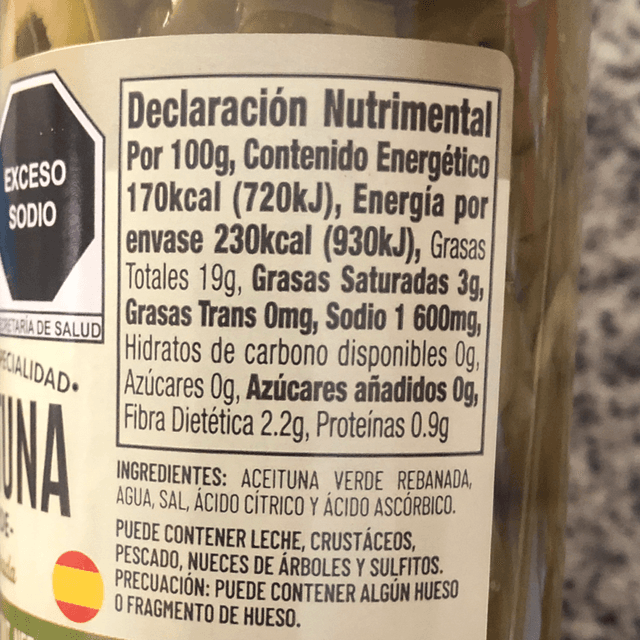 EXCESO
SODIO
SECRETARÍA DE SALUD
Declaración Nutrimental
Por 100g, Contenido Energético
170kcal (720kJ), Energía por
envase 230kcal (930kJ), Grasas
Totales 19g, Grasas Saturadas 3g,
Grasas Trans 0mg, Sodio 1 600mg,
Hidratos de carbono disponibles 0g,
Azúcares 0g, Azúcares añadidos 0g,
Fibra Dietética 2.2g, Proteínas 0.9g
INGREDIENTES: ACEITUNA VERDE REBANADA,
AGUA, SAL, ÁCIDO CÍTRICO Y ÁCIDO ASCÓRBICO.
PUEDE CONTENER LECHE, CRUSTÁCEOS,
PESCADO, NUECES DE ÁRBOLES Y SULFITOS.
PRECUACIÓN: PUEDE CONTENER ALGÚN HUESO
O FRAGMENTO DE HUESO.